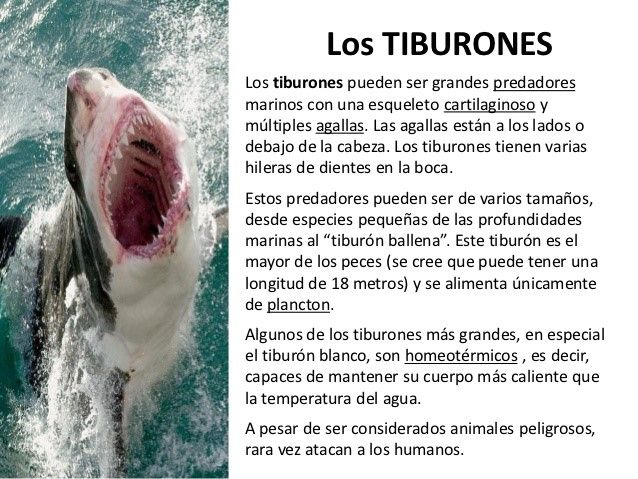 Los TIBURONES
Los tiburones pueden ser grandes predadores
marinos con una esqueleto cartilaginoso y
múltiples agallas. Las agallas están a los lados o
debajo de la cabeza. Los tiburones tienen varias
hileras de dientes en la boca.
Estos predadores pueden ser de varios tamaños,
desde especies pequeñas de las profundidades
marinas al “tiburón ballena”. Este tiburón es el
mayor de los peces (se cree que puede tener una
longitud de 18 metros) y se alimenta únicamente
de plancton.
Algunos de los tiburones más grandes, en especial
el tiburón blanco, son homeotérmicos , es decir,
capaces de mantener su cuerpo más caliente que
la temperatura del agua.
A pesar de ser considerados animales peligrosos,
rara vez atacan a los humanos.